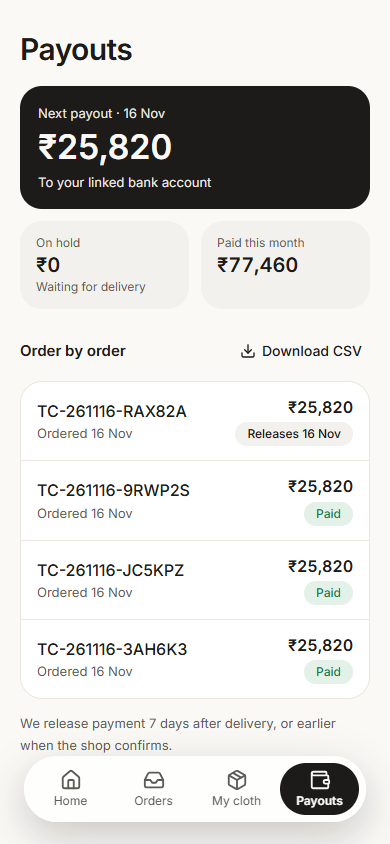 Payouts
Next payout · 16 Nov
₹25,820
To your linked bank account
On hold
₹0
Waiting for delivery
Paid this month
₹77,460
Order by order
Download CSV
TC-261116-RAX82A
₹25,820
Ordered 16 Nov
Releases 16 Nov
TC-261116-9RWP2S
₹25,820
Ordered 16 Nov
Paid
TC-261116-JC5KPZ
₹25,820
Ordered 16 Nov
Paid
TC-261116-3AH6K3
₹25,820
Ordered 16 Nov
Paid
We release payment 7 days after delivery, or earlier
when the shop confirms.
Home
Orders
My cloth
Payouts